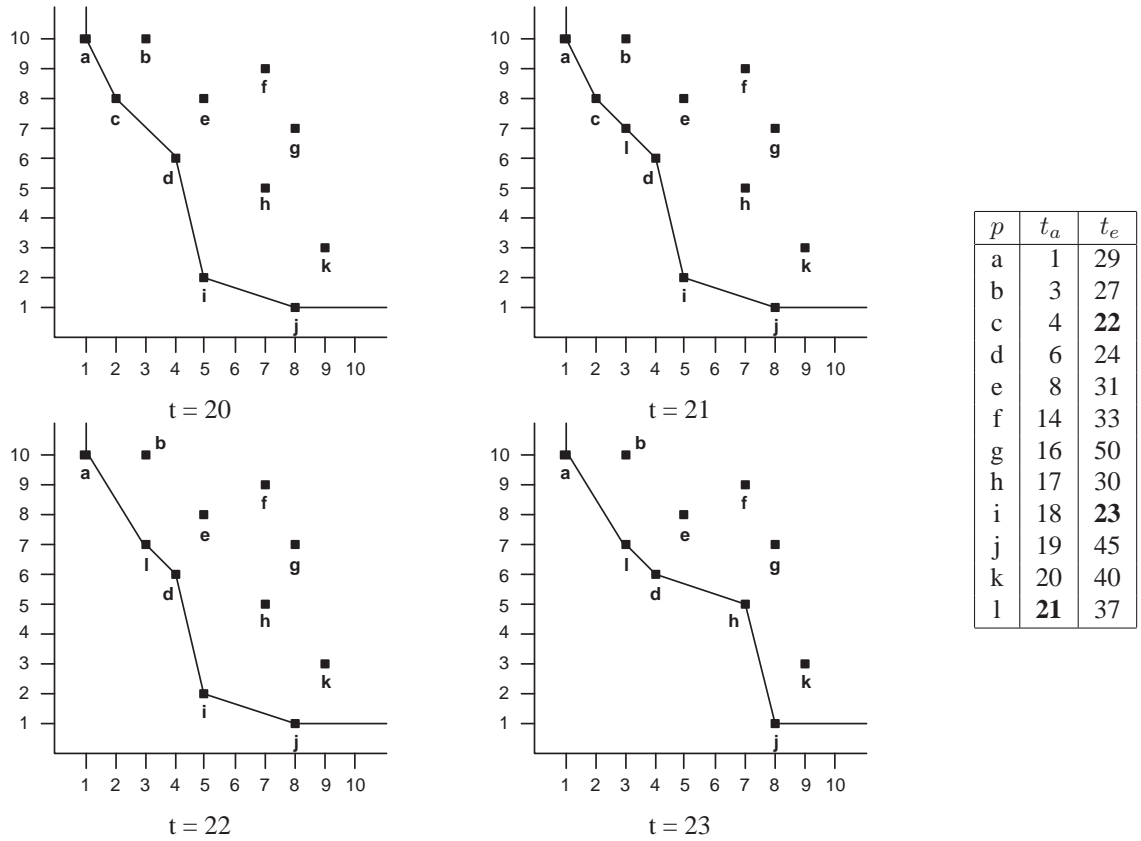 10
9
8
7
6
5
4
3
2
1
a
b
f
c
e
g
d
h
k
i
j
1 2 3 4 5 6 7 8 9 10
t = 20
10
9
8
7
6
5
4
3
2
1
a
b
f
c
e
l
g
d
h
k
i
j
1 2 3 4 5 6 7 8 9 10
t = 21
10
9
8
7
6
5
4
3
2
1
b
a
f
e
l
g
d
h
k
i
j
1 2 3 4 5 6 7 8 9 10
t = 22
10
9
8
7
6
5
4
3
2
1
b
a
f
e
l
g
d
h
k
j
1 2 3 4 5 6 7 8 9 10
t = 23
p t_a t_e
a 1 29
b 3 27
c 4 22
d 6 24
e 8 31
f 14 33
g 16 50
h 17 30
i 18 23
j 19 45
k 20 40
l 21 37